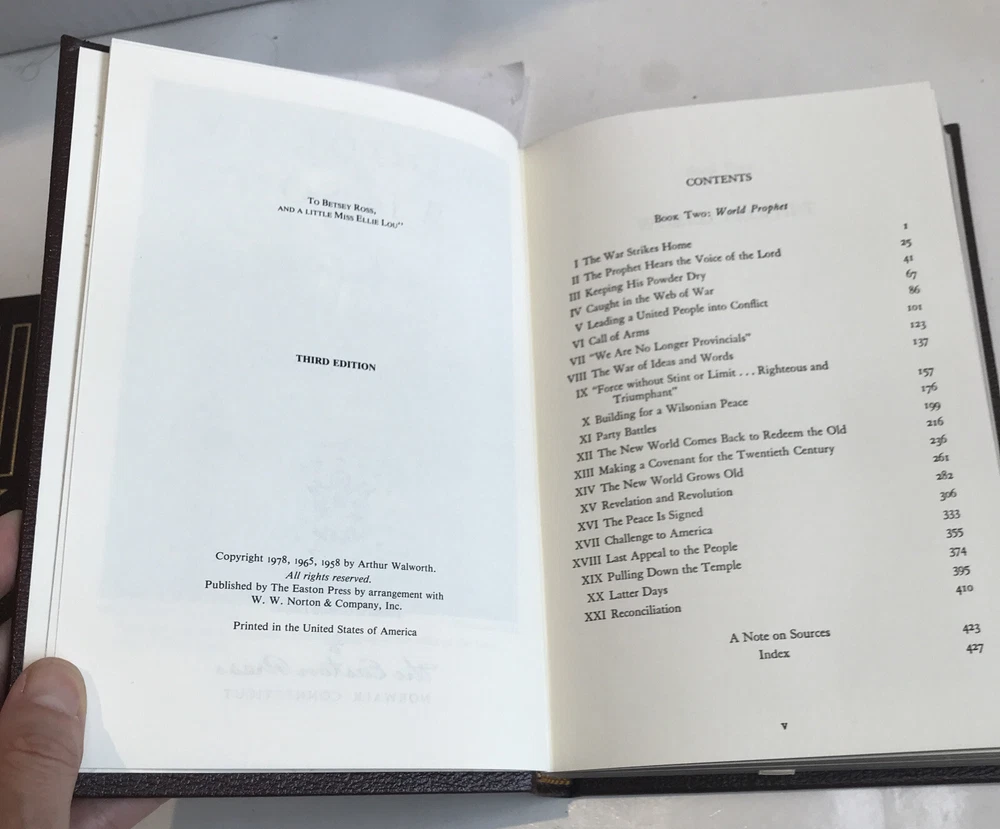 To Betsey Ross,
and a little Miss Ellie Lou"
THIRD EDITION
Copyright 1978, 1965, 1958 by Arthur Walworth.
All rights reserved.
Published by The Easton Press by arrangement with
W. W. Norton & Company, Inc.
Printed in the United States of America
CONTENTS
Book Two: World Prophet
I The War Strikes Home 1
II The Prophet Hears the Voice of the Lord 25
III Keeping His Powder Dry 41
IV Caught in the Web of War 67
V Leading a United People into Conflict 86
VI Call of Arms 101
VII "We Are No Longer Provincials" 123
VIII The War of Ideas and Words 137
IX "Force without Stint or Limit . . . Righteous and
Triumphant" 157
X Building for a Wilsonian Peace 176
XI Party Battles 199
XII The New World Comes Back to Redeem the Old 216
XIII Making a Covenant for the Twentieth Century 236
XIV The New World Grows Old 261
XV Revelation and Revolution 282
XVI The Peace Is Signed 306
XVII Challenge to America 333
XVIII Last Appeal to the People 355
XIX Pulling Down the Temple 374
XX Latter Days 395
XXI Reconciliation 410
A Note on Sources 423
Index 427
v